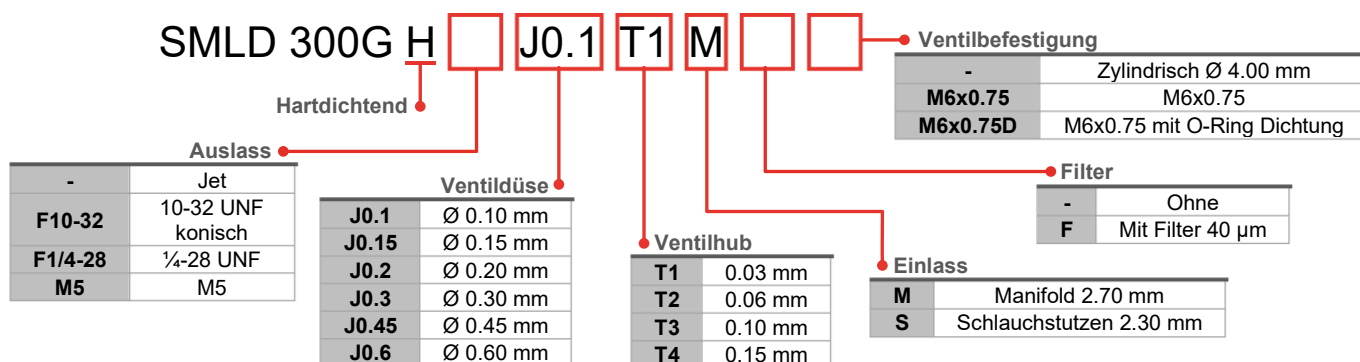 SMLD 300G H J0.1 T1 M
Ventilbefestigung
- Zylindrisch Ø 4.00 mm
M6x0.75 M6x0.75
M6x0.75D M6x0.75 mit O-Ring Dichtung
Hartdichtend
Auslass
- Jet
F10-32 10-32 UNF
konisch
F1/4-28 ¼-28 UNF
M5 M5
Ventildüse
J0.1 Ø 0.10 mm
J0.15 Ø 0.15 mm
J0.2 Ø 0.20 mm
J0.3 Ø 0.30 mm
J0.45 Ø 0.45 mm
J0.6 Ø 0.60 mm
Ventilhub
T1 0.03 mm
T2 0.06 mm
T3 0.10 mm
T4 0.15 mm
Filter
- Ohne
F Mit Filter 40 µm
Einlass
M Manifold 2.70 mm
S Schlauchstutzen 2.30 mm